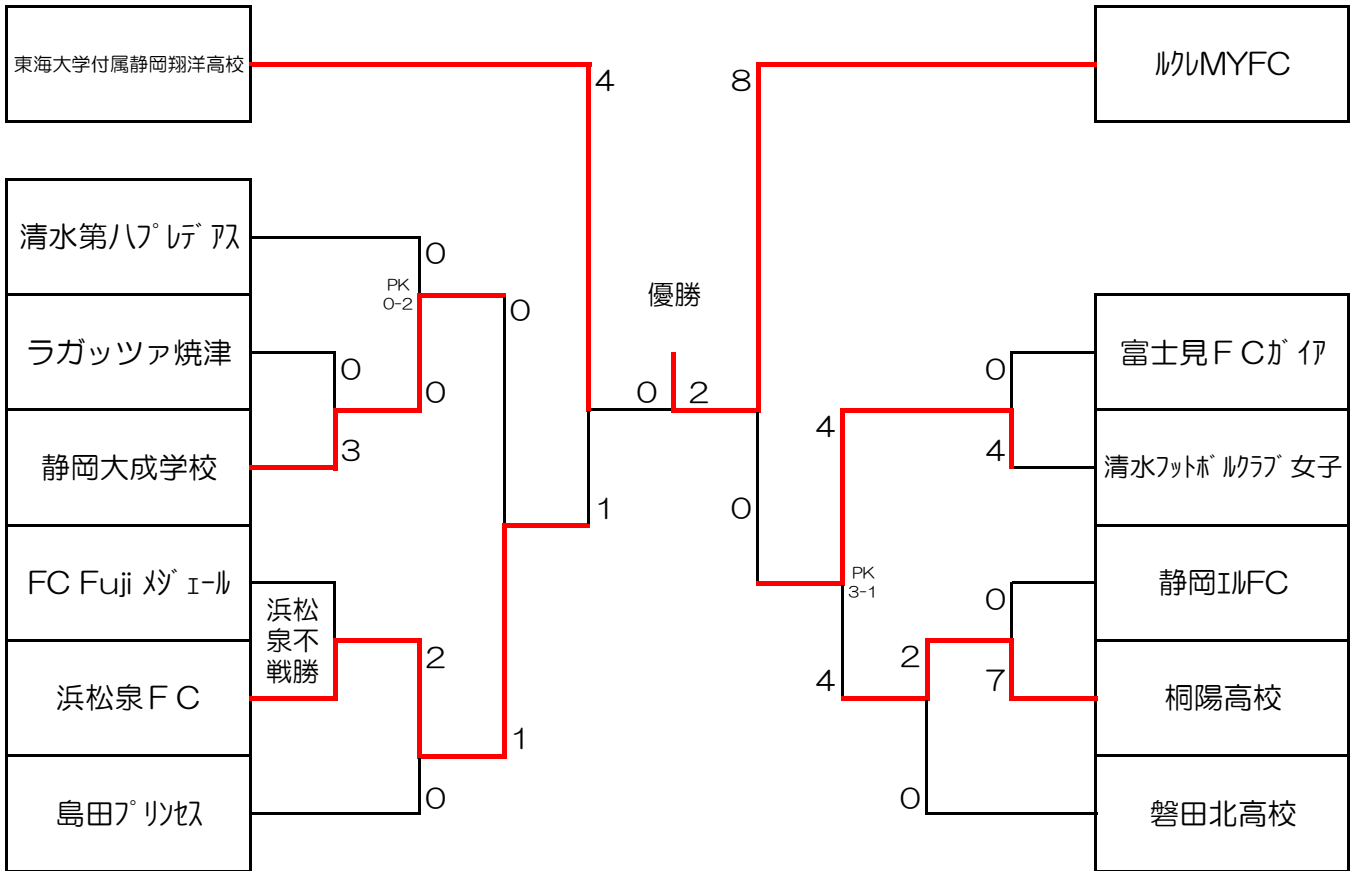 東海大学付属静岡翔洋高校
4
8
ﾙｸﾚMYFC
清水第八ﾌﾟﾚﾃﾞｱｽ
0
PK
0-2
0
優勝
ラガッツァ焼津
0
0
0
2
4
0
富士見ＦＣｶﾞｲｱ
静岡大成学校
3
4
清水ﾌｯﾄﾎﾞﾙｸﾗﾌﾞ女子
1
0
FC Fuji ﾒｼﾞｪｰﾙ
浜松
泉不
戦勝
PK
3-1
0
静岡ｴﾙFC
浜松泉ＦＣ
2
4
2
7
桐陽高校
1
島田ﾌﾟﾘﾝｾｽ
0
0
磐田北高校